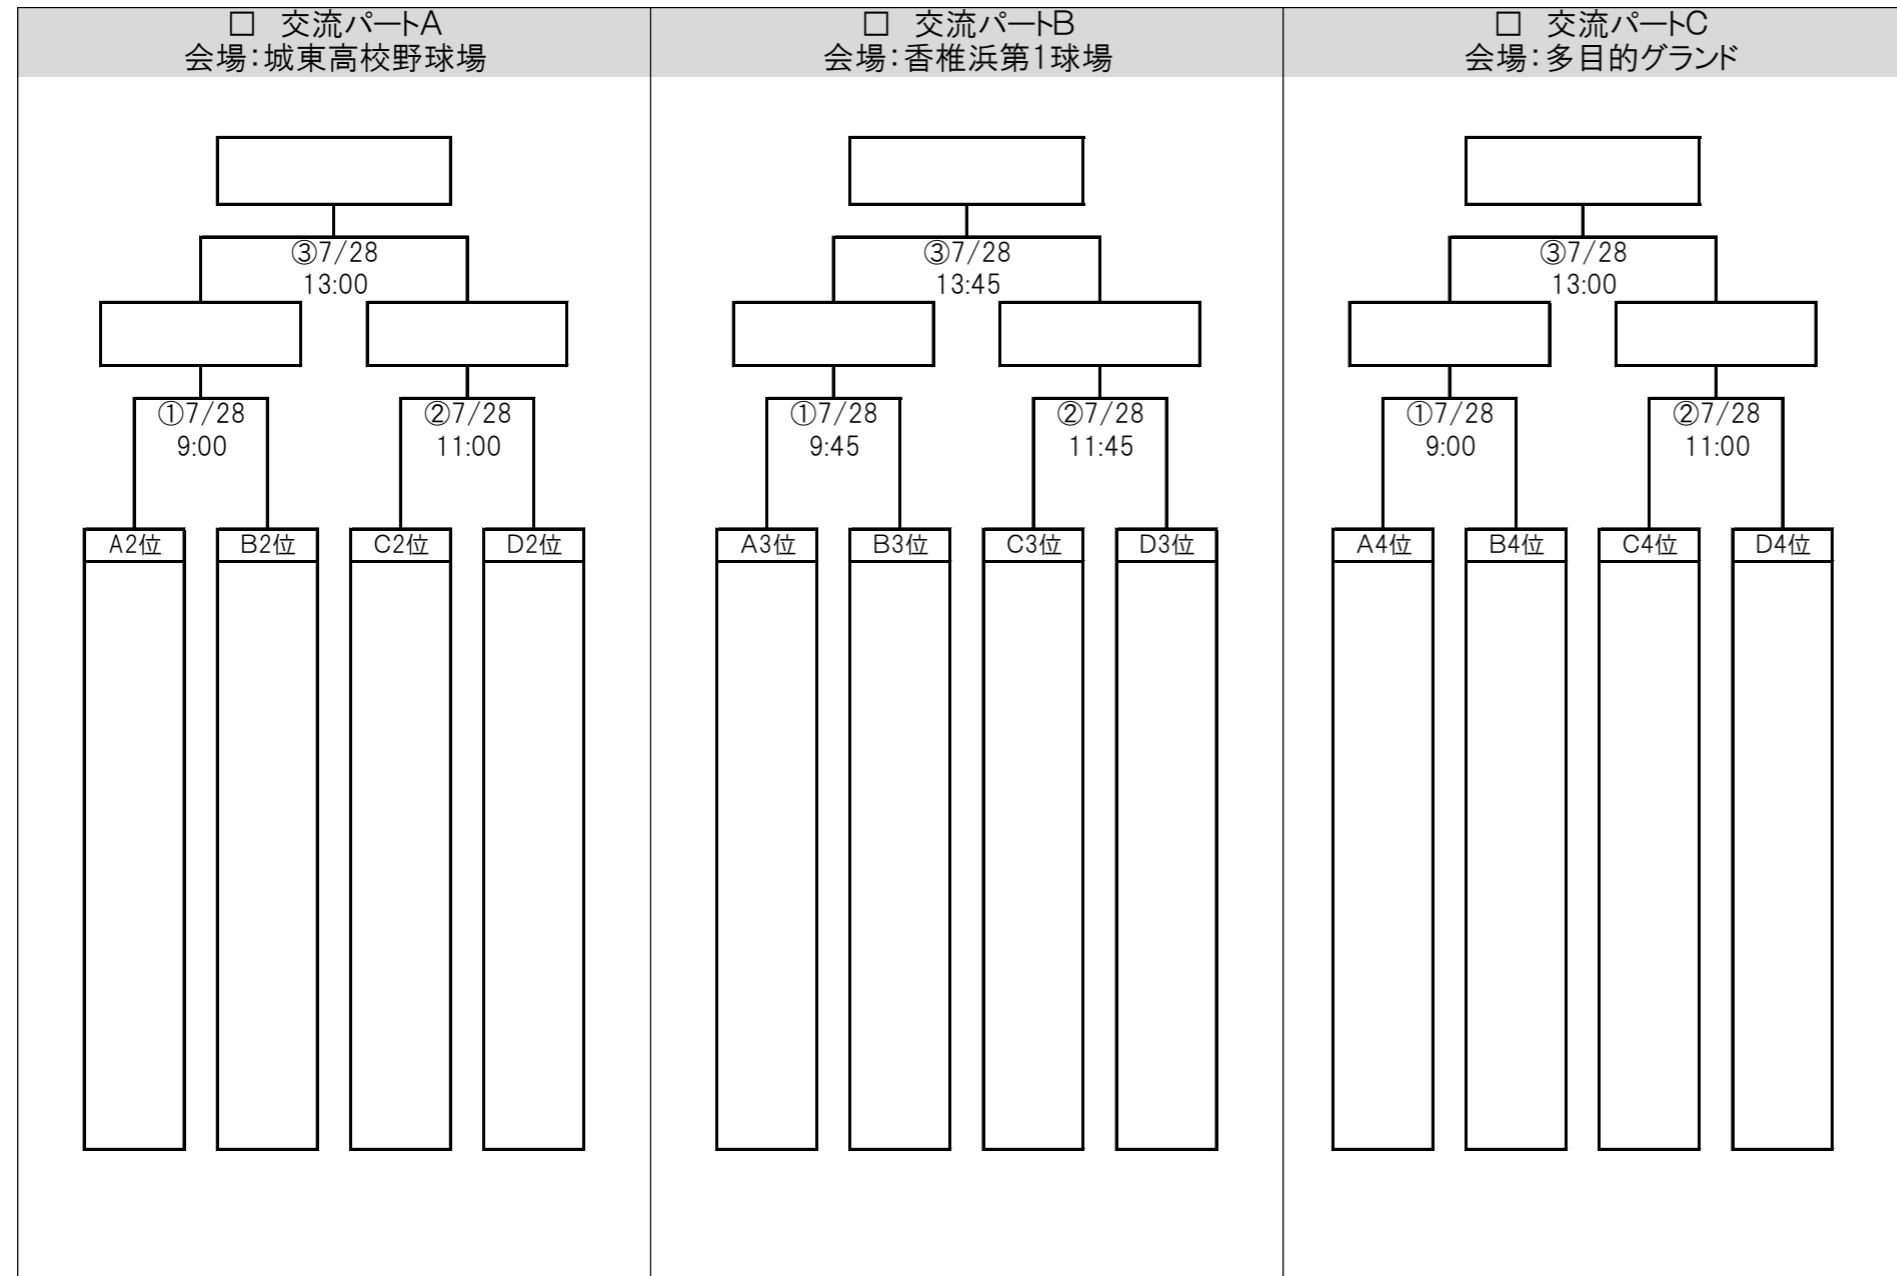 □ 交流パートA
会場：城東高校野球場
③7/28
13:00
①7/28
9:00
②7/28
11:00
A2位
B2位
C2位
D2位
□ 交流パートB
会場：香椎浜第1球場
③7/28
13:45
①7/28
9:45
②7/28
11:45
A3位
B3位
C3位
D3位
□ 交流パートC
会場：多目的グランド
③7/28
13:00
①7/28
9:00
②7/28
11:00
A4位
B4位
C4位
D4位